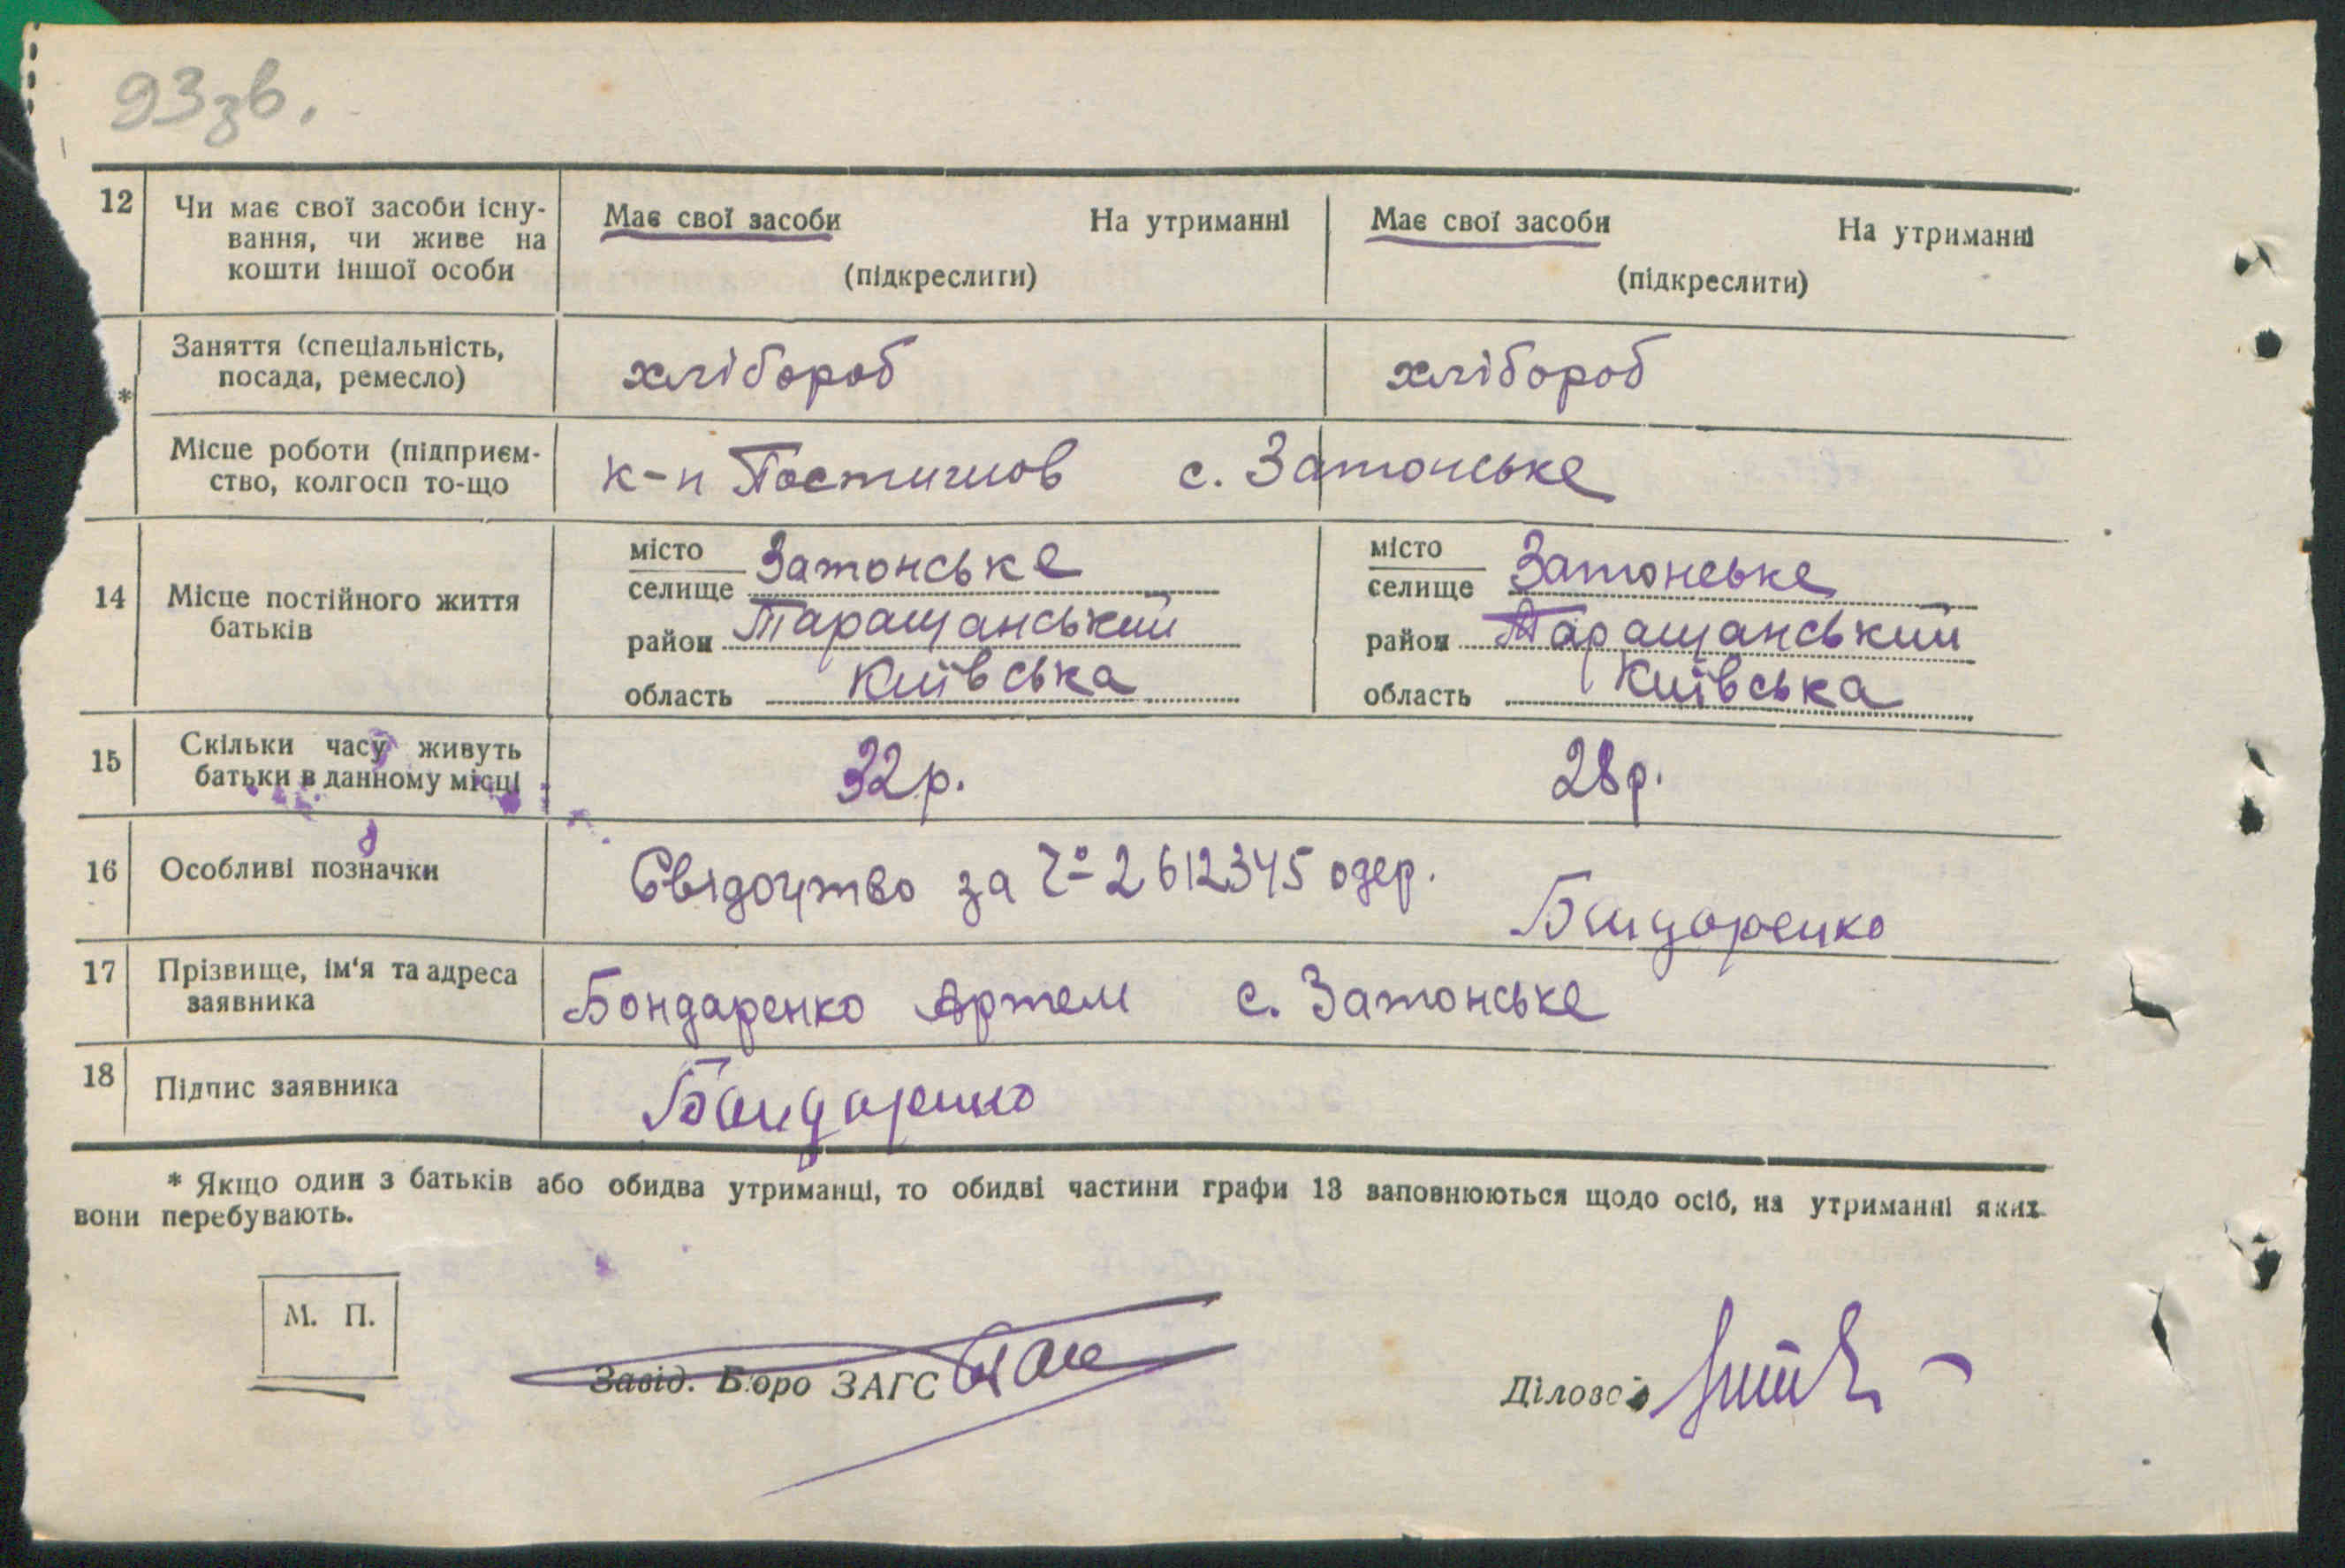 93зв.
12 Чи має свої засоби існу-
вання, чи живе на
кошти іншої особи
Має свої засоби На утриманні
(підкреслити)
Має свої засоби На утриманні
(підкреслити)
* Заняття (спеціальність,
посада, ремесло)
хлібороб
хлібороб
Місце роботи (підприєм-
ство, колгосп то-що
к-п с. Затонське
14 Місце постійного життя
батьків
місто
селище Затонське
район Таращанський
область Київська
місто
селище Затонське
район Таращанський
область Київська
15 Скільки часу живуть
батьки в данному місці
32р.
28р.
16 Особливі позначки
Свідоцтво за 2612345 одер.
Бондаренко
17 Прізвище, ім'я та адреса
заявника
Бондаренко Артем с. Затонське
18 Підпис заявника
Бондаренко
* Якщо один з батьків або обидва утриманці, то обидві частини графи 13 заповнюються щодо осіб, на утриманні яких
вони перебувають.
М. П.
Завід. Бюро ЗАГС
Діловод